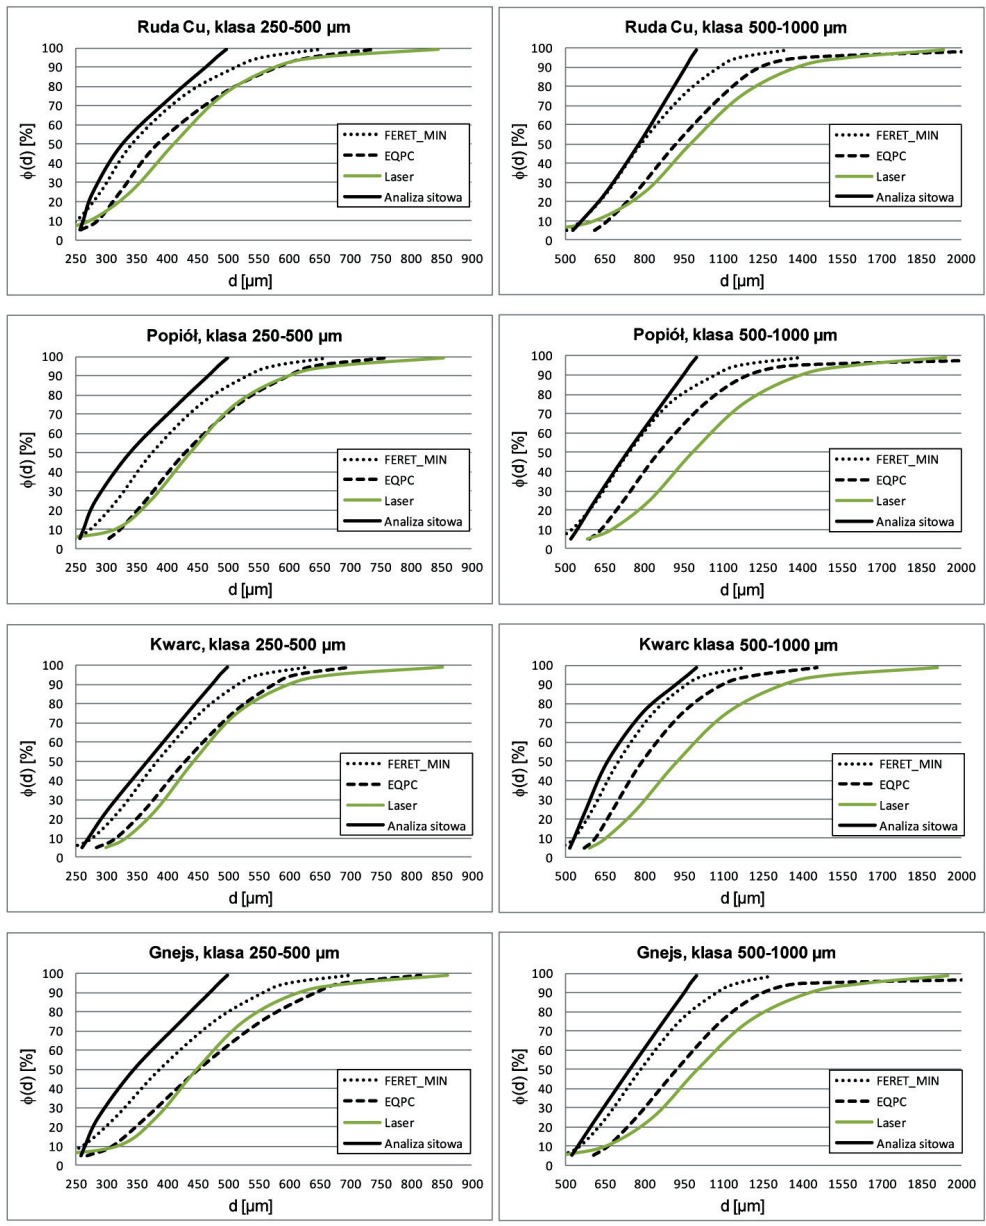 Ruda Cu, klasa 250-500 µm
ϕ(d) [%]
100
90
80
70
60
50
40
30
20
10
0
FERET_MIN
EQPC
Laser
Analiza sitowa
250 300 350 400 450 500 550 600 650 700 750 800 850 900
d [µm]
Ruda Cu, klasa 500-1000 µm
ϕ(d) [%]
100
90
80
70
60
50
40
30
20
10
0
FERET_MIN
EQPC
Laser
Analiza sitowa
500 650 800 950 1100 1250 1400 1550 1700 1850 2000
d [µm]
Popiół, klasa 250-500 µm
ϕ(d) [%]
100
90
80
70
60
50
40
30
20
10
0
FERET_MIN
EQPC
Laser
Analiza sitowa
250 300 350 400 450 500 550 600 650 700 750 800 850 900
d [µm]
Popiół, klasa 500-1000 µm
ϕ(d) [%]
100
90
80
70
60
50
40
30
20
10
0
FERET_MIN
EQPC
Laser
Analiza sitowa
500 650 800 950 1100 1250 1400 1550 1700 1850 2000
d [µm]
Kwarc, klasa 250-500 µm
ϕ(d) [%]
100
90
80
70
60
50
40
30
20
10
0
FERET_MIN
EQPC
Laser
Analiza sitowa
250 300 350 400 450 500 550 600 650 700 750 800 850 900
d [µm]
Kwarc klasa 500-1000 µm
ϕ(d) [%]
100
90
80
70
60
50
40
30
20
10
0
FERET_MIN
EQPC
Laser
Analiza sitowa
500 650 800 950 1100 1250 1400 1550 1700 1850 2000
d [µm]
Gnejs, klasa 250-500 µm
ϕ(d) [%]
100
90
80
70
60
50
40
30
20
10
0
FERET_MIN
EQPC
Laser
Analiza sitowa
250 300 350 400 450 500 550 600 650 700 750 800 850 900
d [µm]
Gnejs, klasa 500-1000 µm
ϕ(d) [%]
100
90
80
70
60
50
40
30
20
10
0
FERET_MIN
EQPC
Laser
Analiza sitowa
500 650 800 950 1100 1250 1400 1550 1700 1850 2000
d [µm]